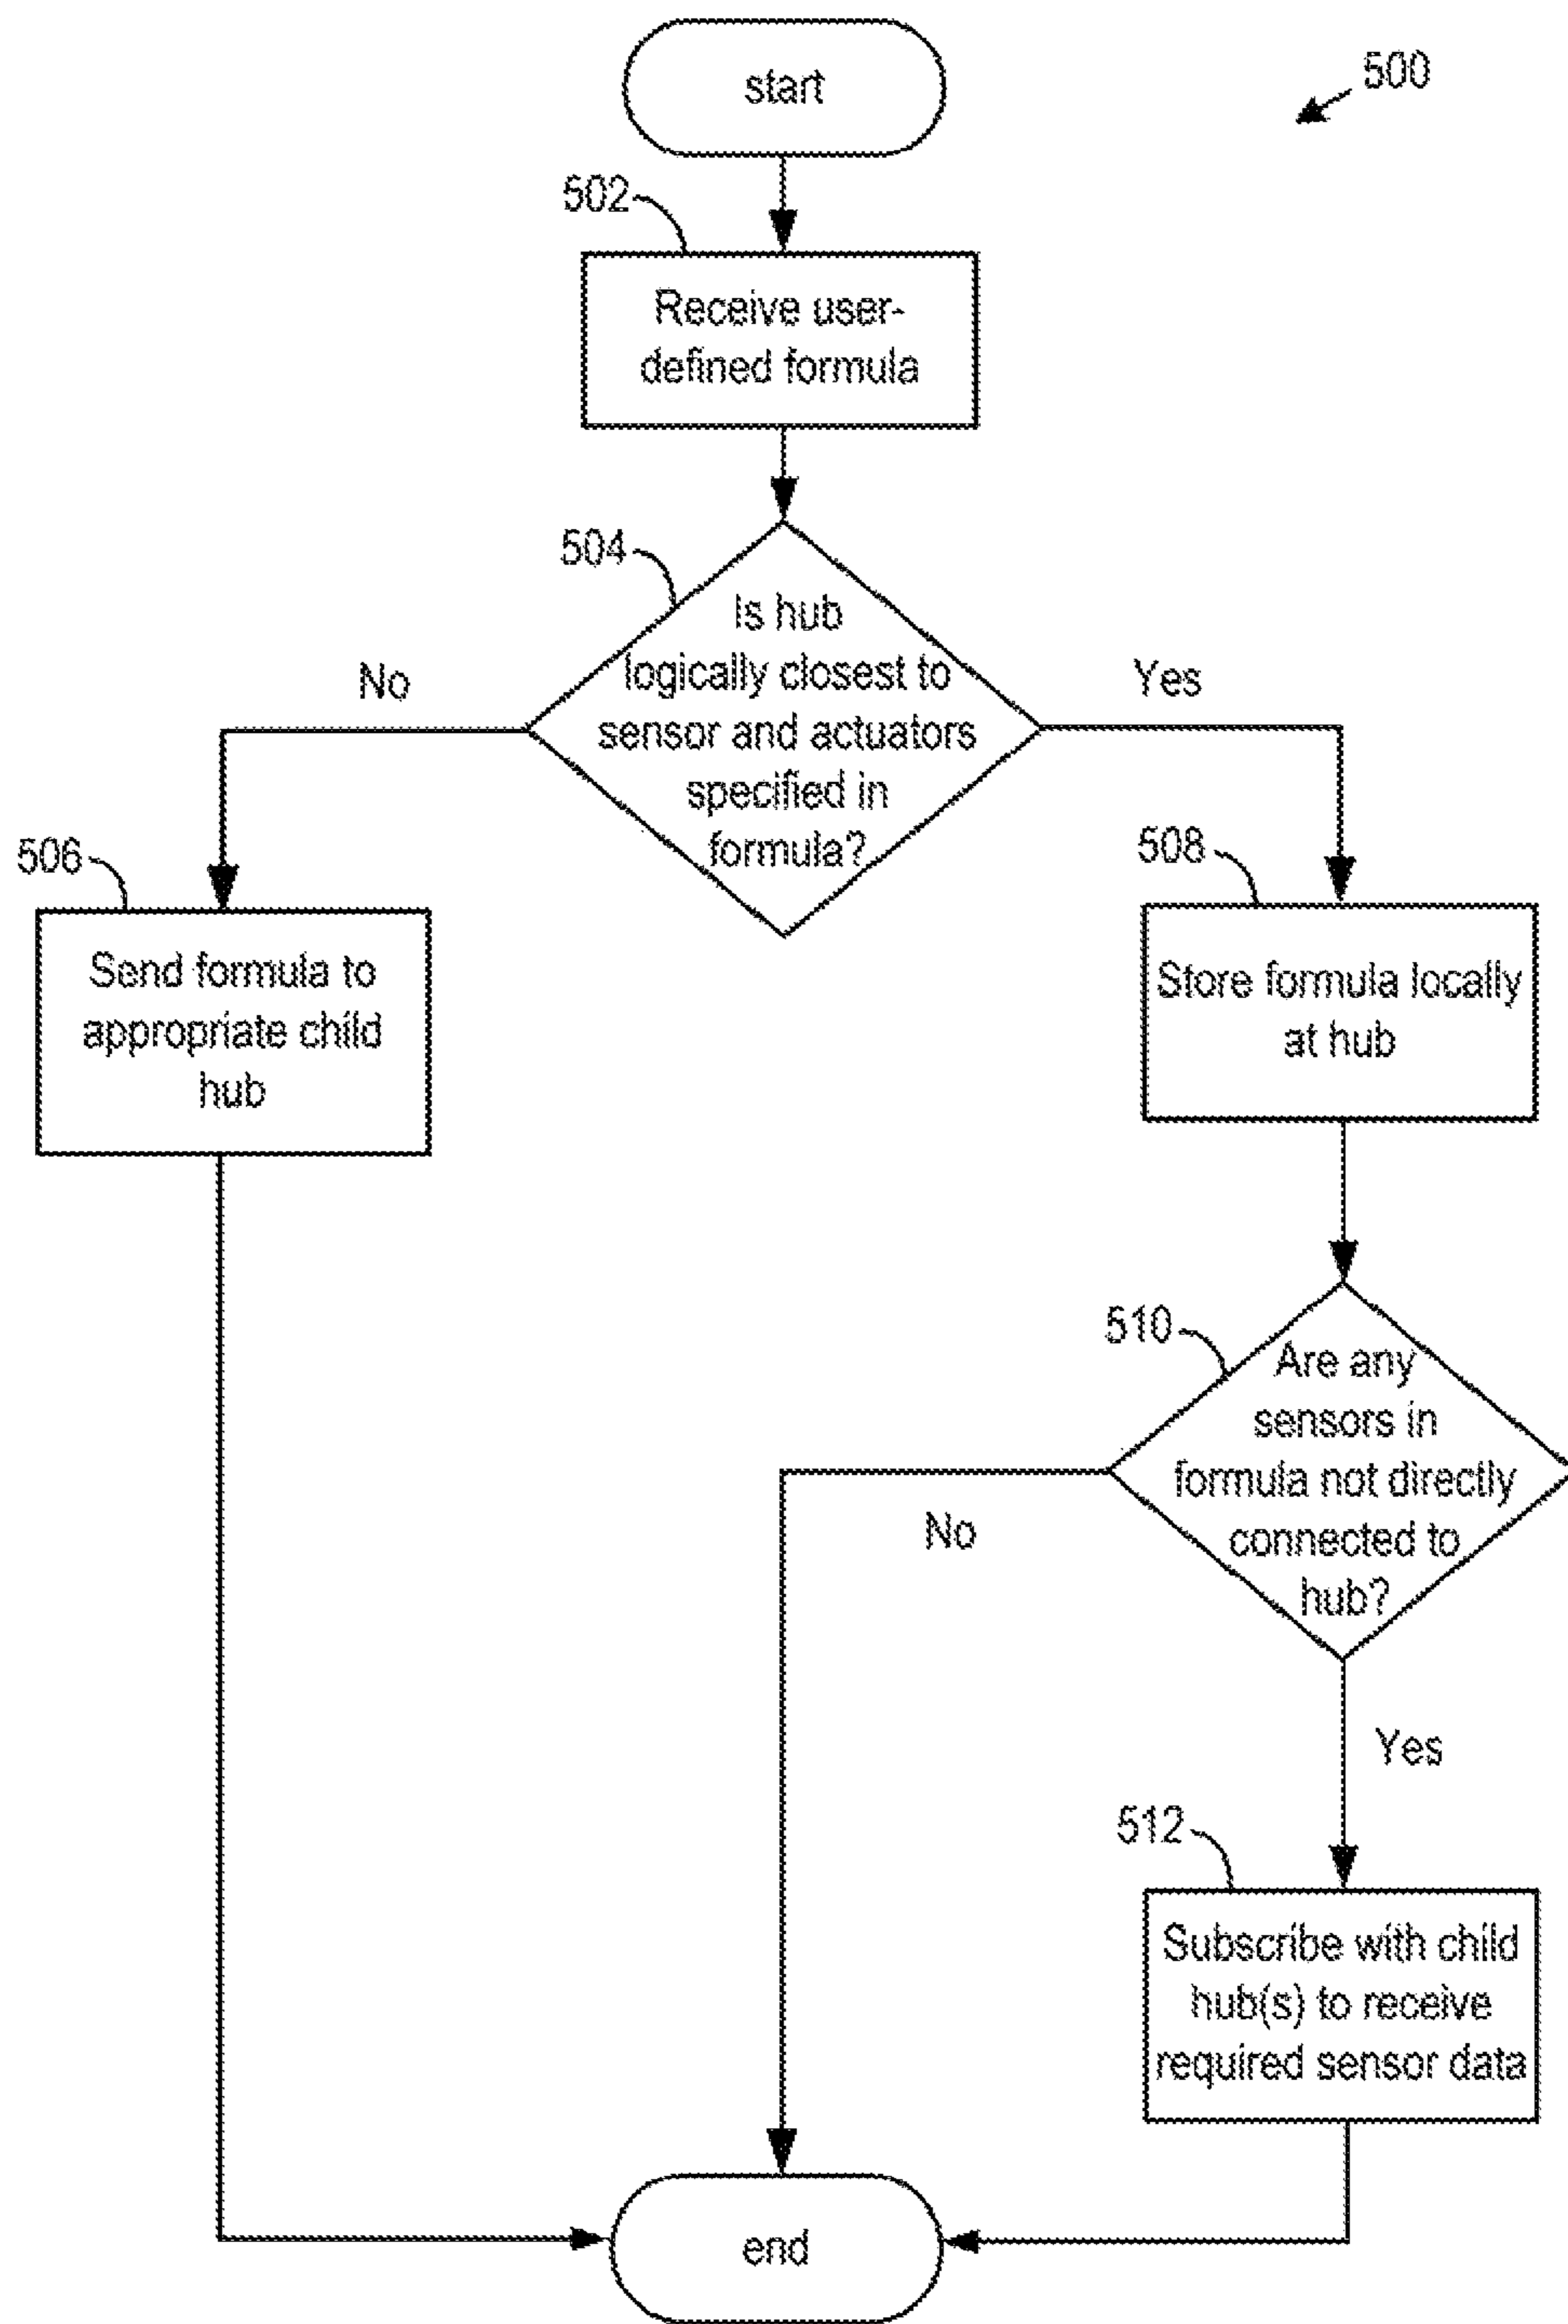 start
500
502
Receive user-
defined formula
504
Is hub
logically closest to
sensor and actuators
specified in
formula?
No
Yes
506
Send formula to
appropriate child
hub
508
Store formula locally
at hub
510
Are any
sensors in
formula not directly
connected to
hub?
No
Yes
512
Subscribe with child
hub(s) to receive
required sensor data
end